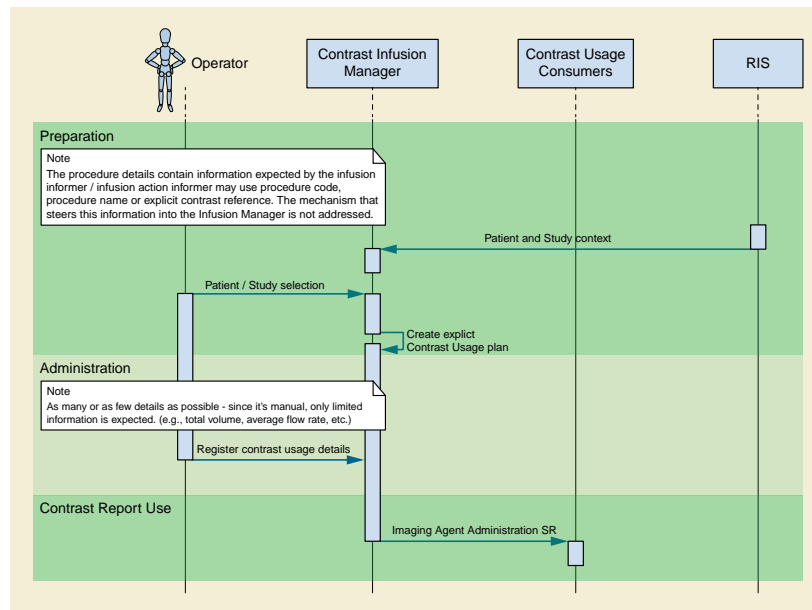 Operator
Contrast Infusion
Manager
Contrast Usage
Consumers
RIS
Preparation
Note
The procedure details contain information expected by the infusion
informer / infusion action informer may use procedure code,
procedure name or explicit contrast reference. The mechanism that
steers this information into the Infusion Manager is not addressed.
Patient and Study context
Patient / Study selection
Create explict
Contrast Usage plan
Administration
Note
As many or as few details as possible - since it's manual, only limited
information is expected. (e.g., total volume, average flow rate, etc.)
Register contrast usage details
Contrast Report Use
Imaging Agent Administration SR